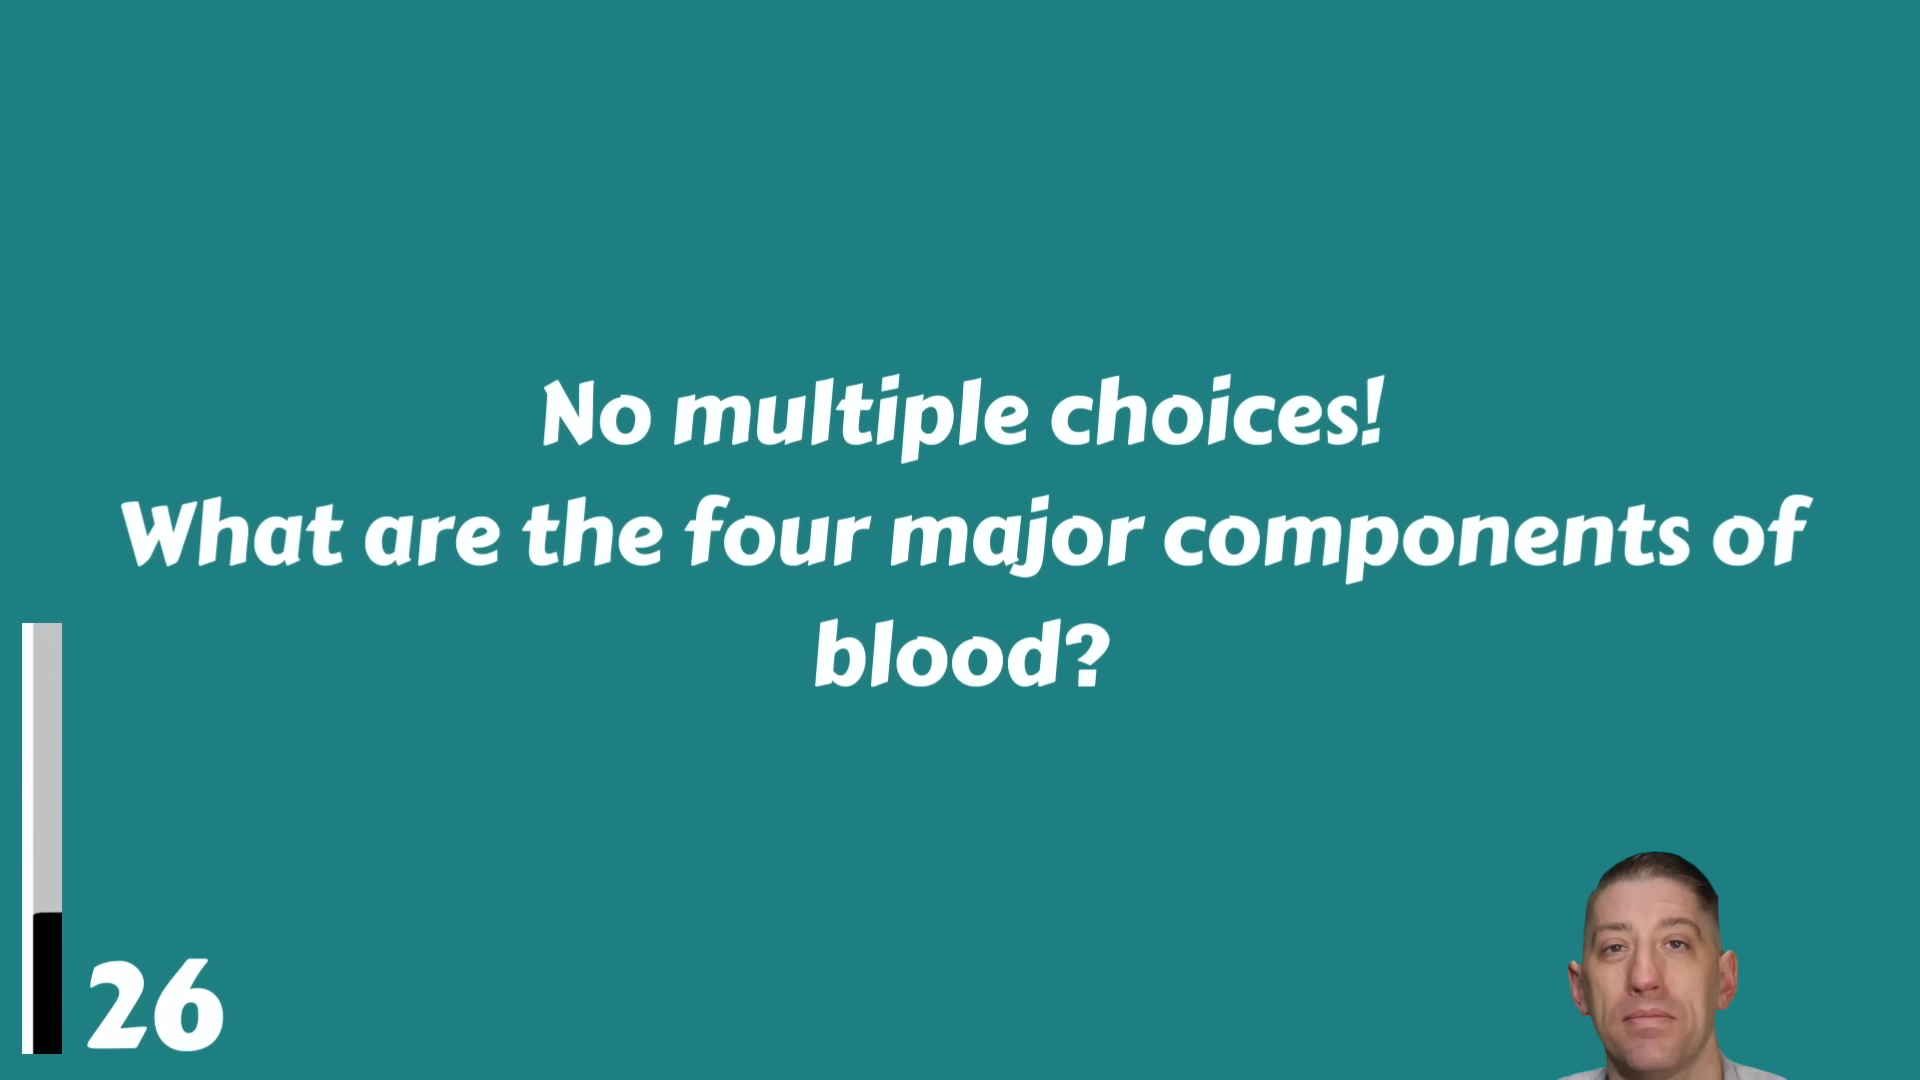 No multiple choices!
What are the four major components of
blood?
26